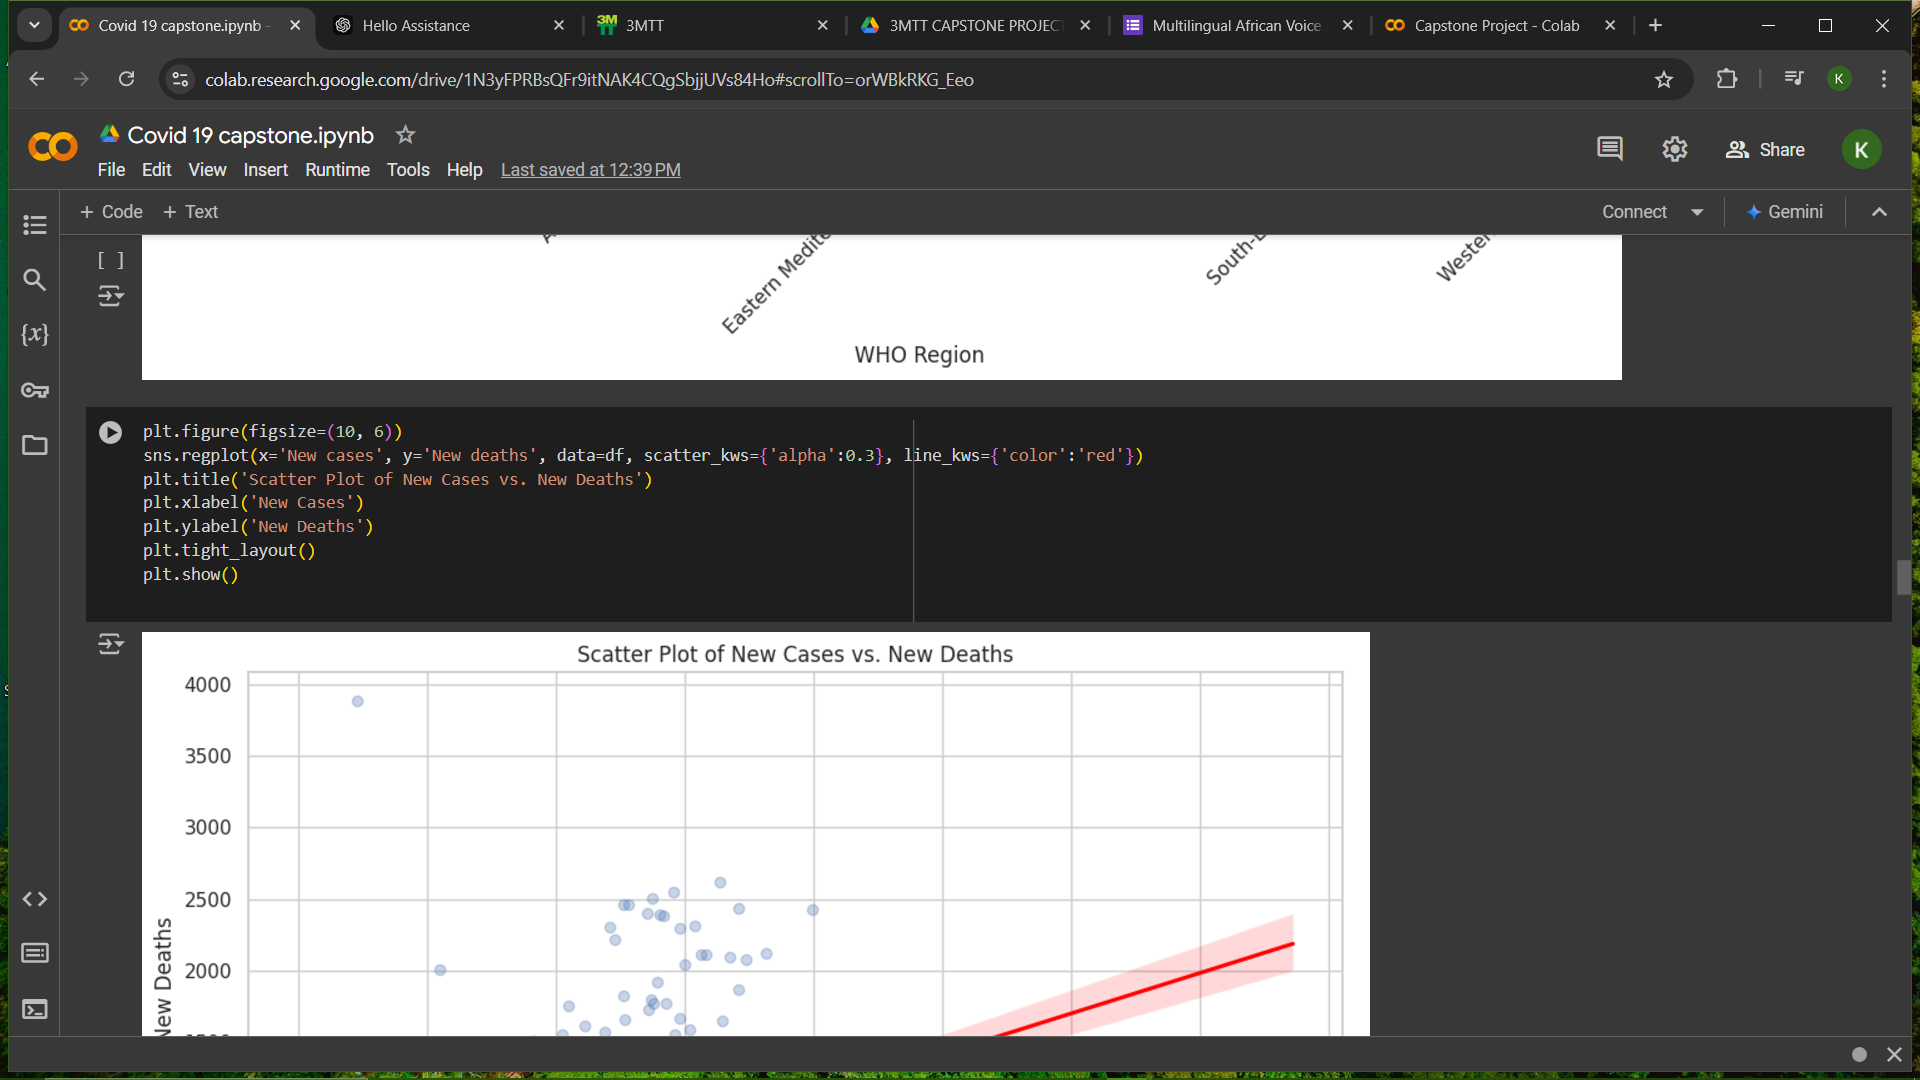 Covid 19 capstone.ipynb -
Hello Assistance
3MTT
3MTT CAPSTONE PROJECT
Multilingual African Voice
Capstone Project - Colab
colab.research.google.com/drive/1N3yFPRBsQFr9itNAK4CQgSbjjUVs84Ho#scrollTo=orWBkRKG_Eeo
K
Covid 19 capstone.ipynb
File Edit View Insert Runtime Tools Help Last saved at 12:39 PM
Share
K
+ Code + Text
Connect
Gemini
[ ]
Eastern Medite
South-E
Western
WHO Region
plt.figure(figsize=(10, 6))
sns.regplot(x='New cases', y='New deaths', data=df, scatter_kws={'alpha':0.3}, line_kws={'color':'red'})
plt.title('Scatter Plot of New Cases vs. New Deaths')
plt.xlabel('New Cases')
plt.ylabel('New Deaths')
plt.tight_layout()
plt.show()
Scatter Plot of New Cases vs. New Deaths
4000
3500
3000
2500
2000
New Deaths